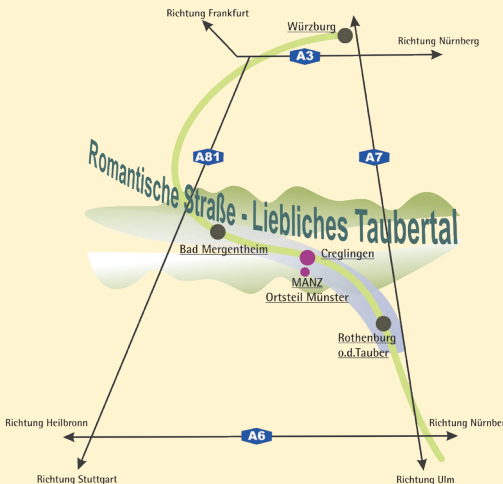 Richtung Frankfurt
Würzburg
Richtung Nürnberg
A3
A81
A7
Romantische Straße - Liebliches Taubertal
Bad Mergentheim
Creglingen
MANZ
Ortsteil Münster
Rothenburg
o.d.Tauber
Richtung Heilbronn
A6
Richtung Nürnber
Richtung Stuttgart
Richtung Ulm